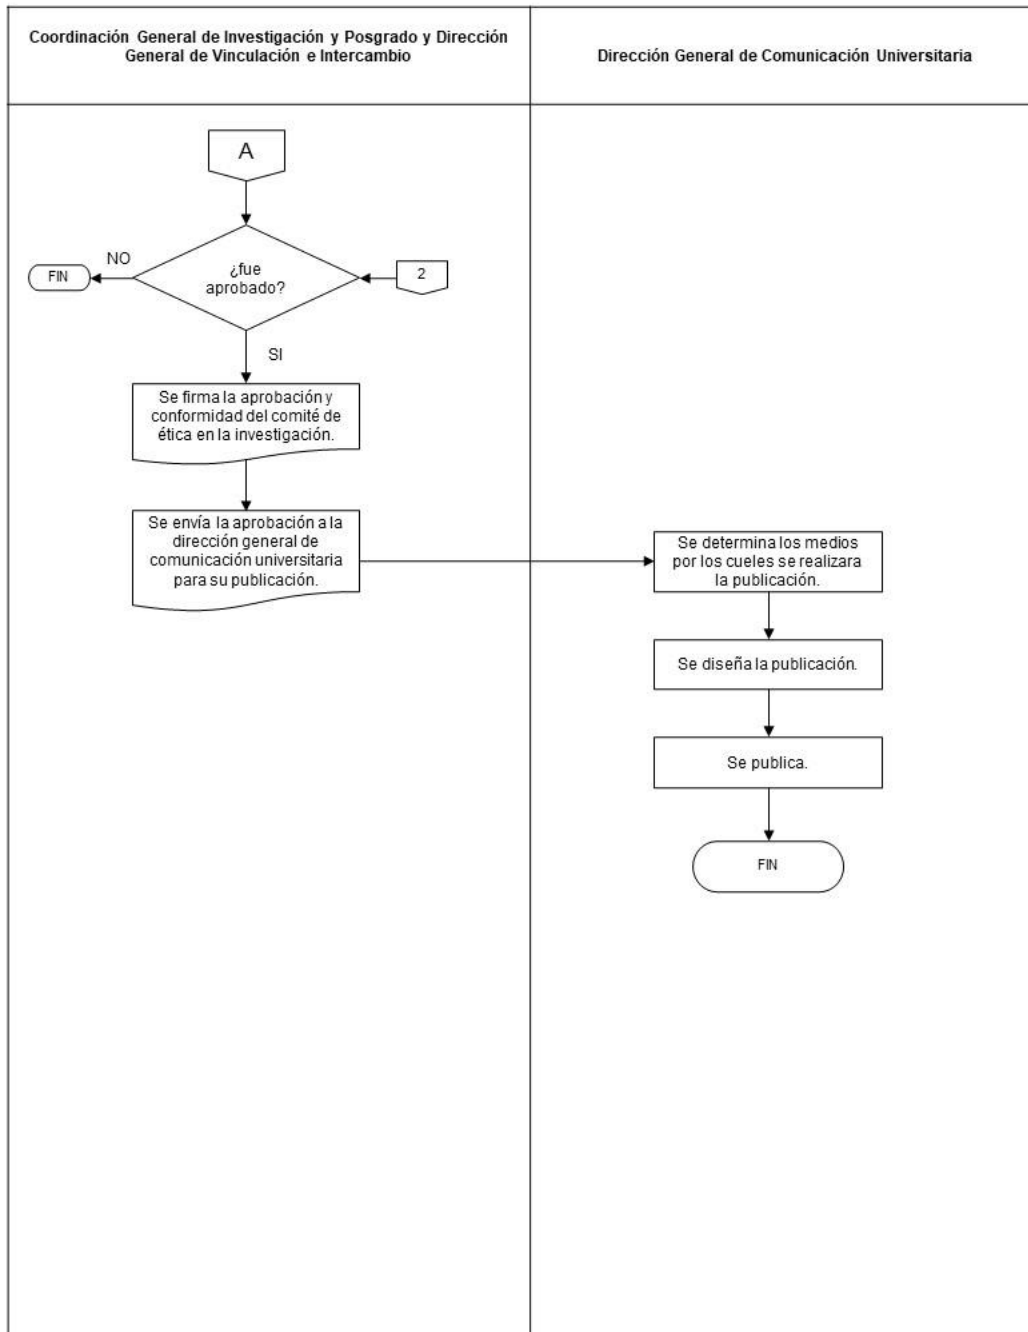 Coordinación General de Investigación y Posgrado y Dirección
General de Vinculación e Intercambio
Dirección General de Comunicación Universitaria
A
¿fue
aprobado?
NO
FIN
2
SI
Se firma la aprobación y
conformidad del comité de
ética en la investigación.
Se envía la aprobación a la
dirección general de
comunicación universitaria
para su publicación.
Se determina los medios
por los cueles se realizara
la publicación.
Se diseña la publicación.
Se publica.
FIN